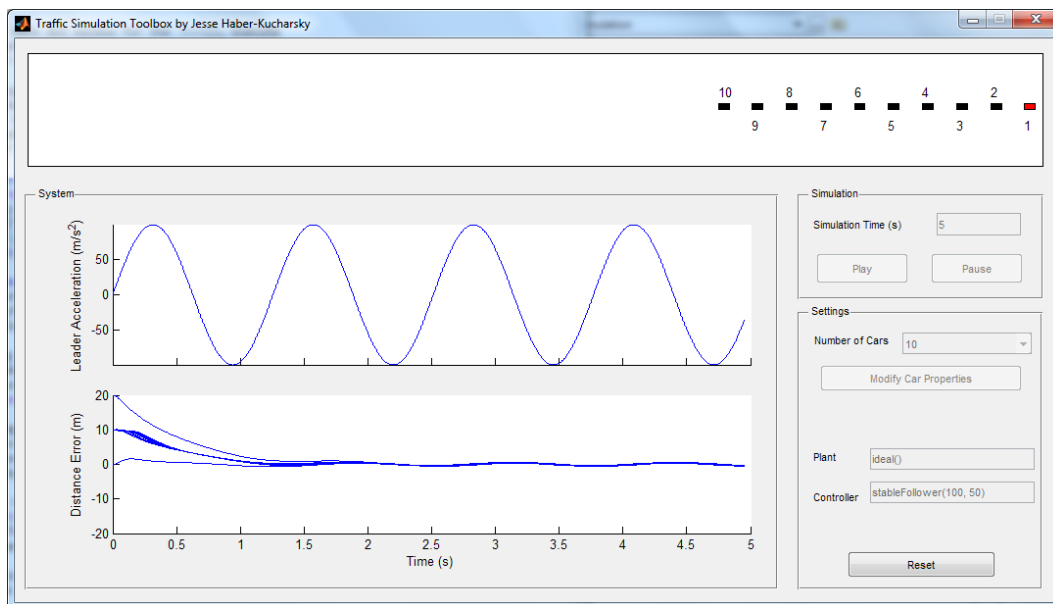 Traffic Simulation Toolbox by Jesse Haber-Kucharsky
10 8 6 4 2
9 7 5 3 1
System
Leader Acceleration (m/s²)
50
0
-50
Distance Error (m)
20
10
0
-10
-20
0 0.5 1 1.5 2 2.5 3 3.5 4 4.5 5
Time (s)
Simulation
Simulation Time (s) 5
Play Pause
Settings
Number of Cars 10
Modify Car Properties
Plant ideal()
Controller stableFollower(100, 50)
Reset